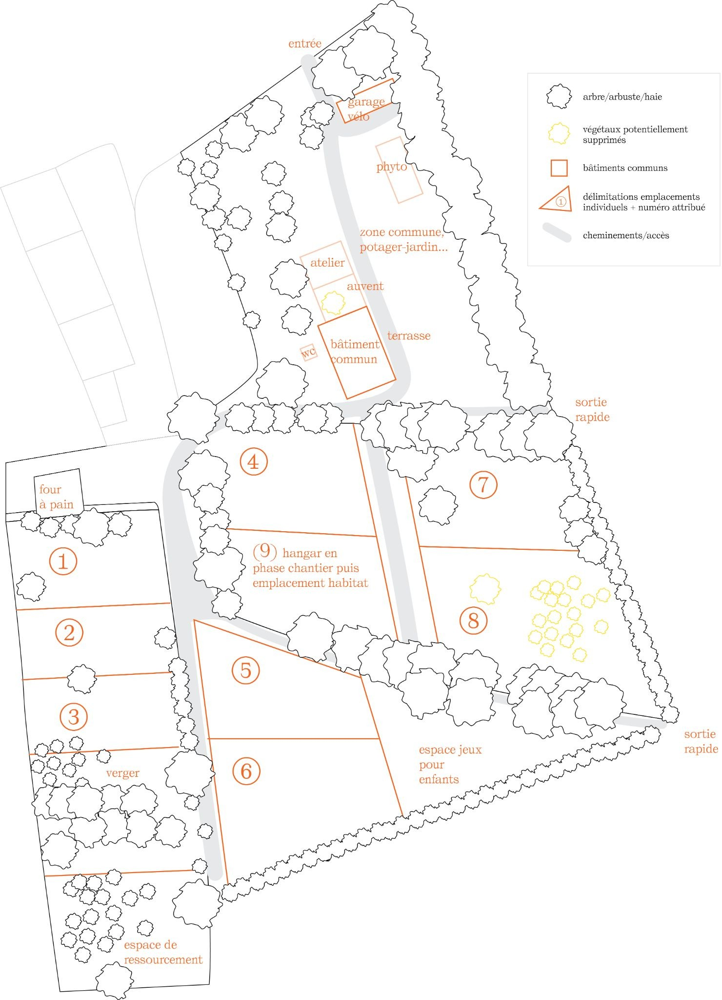 entrée
garage
vélo
arbre/arbuste/haie
végétaux potentiellement
supprimés
bâtiments communs
①
délimitations emplacements
individuels + numéro attribué
cheminements/accès
phyto
zone commune,
potager-jardin...
atelier
auvent
terrasse
bâtiment
commun
wc
sortie
rapide
④
⑦
four
à pain
①
(9) hangar en
phase chantier puis
emplacement habitat
②
⑧
⑤
③
⑥
espace jeux
pour
enfants
sortie
rapide
verger
espace de
ressourcement